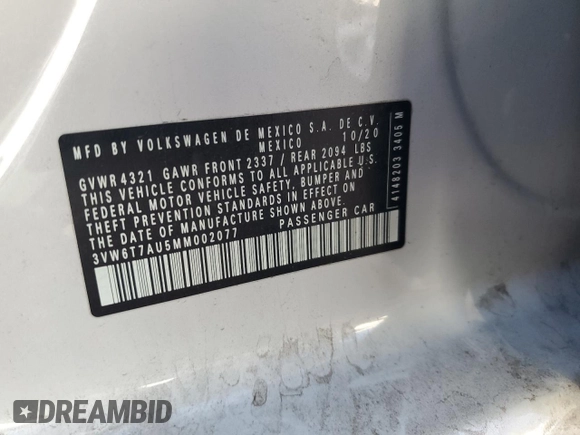 MFD BY VOLKSWAGEN DE MEXICO S.A. DE C.V.
MEXICO 10/20
GVWR 4321 GAWR FRONT 2337 / REAR 2094 LBS
THIS VEHICLE CONFORMS TO ALL APPLICABLE U.S.
FEDERAL MOTOR VEHICLE SAFETY, BUMPER AND
THEFT PREVENTION STANDARDS IN EFFECT ON
THE DATE OF MANUFACTURE SHOWN ABOVE.
3VW6T7AU5MM002077 PASSENGER CAR
4148203 3405 M
DREAMBID